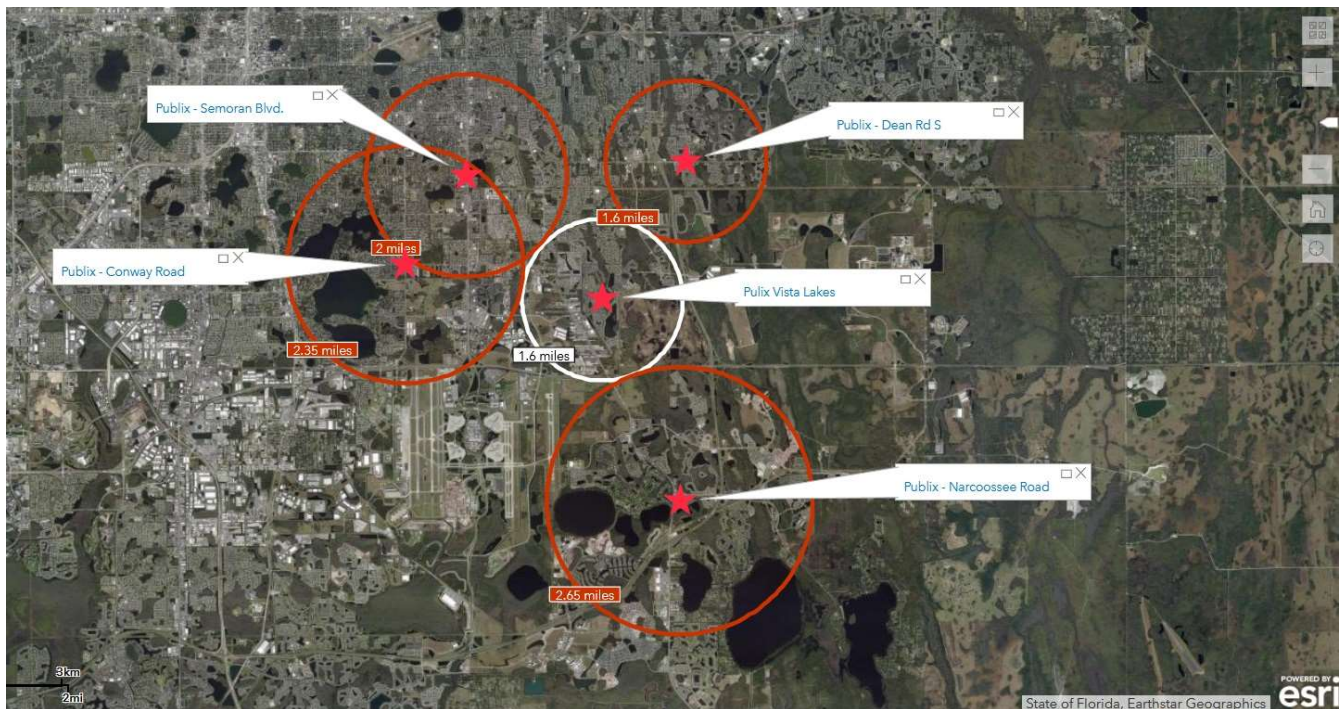 Publix - Semoran Blvd.
Publix - Dean Rd S
1.6 miles
2 miles
Publix - Conway Road
Pulix Vista Lakes
2.35 miles
1.6 miles
Publix - Narcoossee Road
2.65 miles
3km
2mi
POWERED BY
esri
State of Florida, Earthstar Geographics